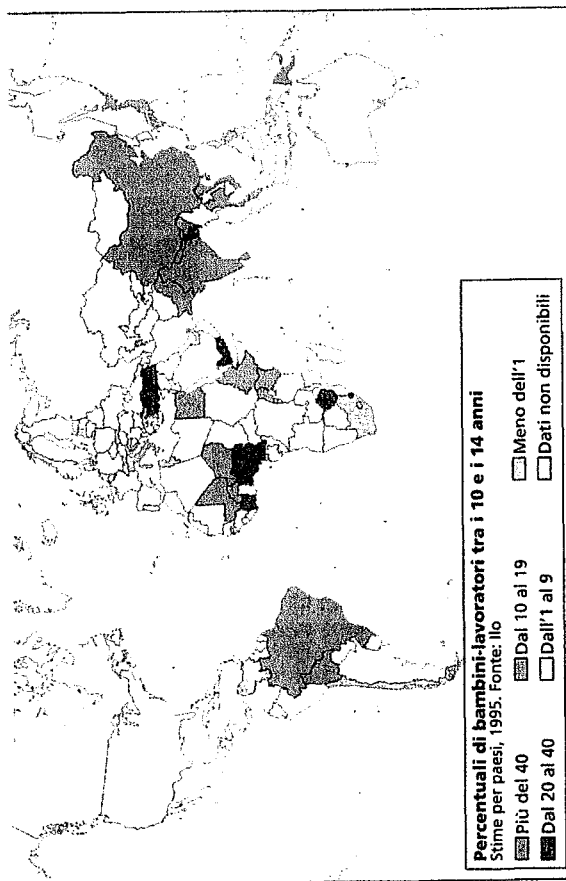 Percentuali di bambini-lavoratori tra i 10 e i 14 anni
Stime per paesi, 1995. Fonte: Ilo
Più del 40
Dal 10 al 19
Meno dell'1
Dal 20 al 40
Dall'1 al 9
Dati non disponibili